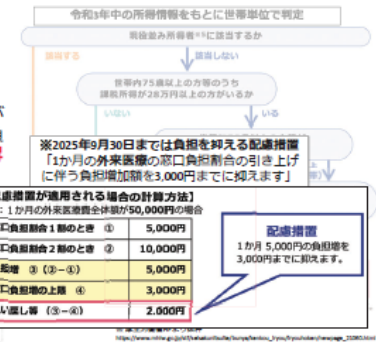 令和3年中の所得情報をもとに世帯単位で判定
現役並み所得者※1に該当するか
該当する
該当しない
世帯内75歳以上の方等のうち
課税所得が28万円以上の方がいるか
いない
いる
※2025年9月30日までは負担を抑える配慮措置
「1か月の外来医療の窓口負担割合の引き上げ
に伴う負担増加額を3,000円までに抑えます」
慮措置が適用される場合の計算方法】
：1か月の外来医療費全体額が50,000円の場合
口負担割合1割のとき ① 5,000円
口負担割合2割のとき ② 10,000円
担増 ③（②－①） 5,000円
口負担増の上限 ④ 3,000円
い戻し等（③－④） 2,000円
配慮措置
1か月 5,000円の負担増を
3,000円までに抑えます。